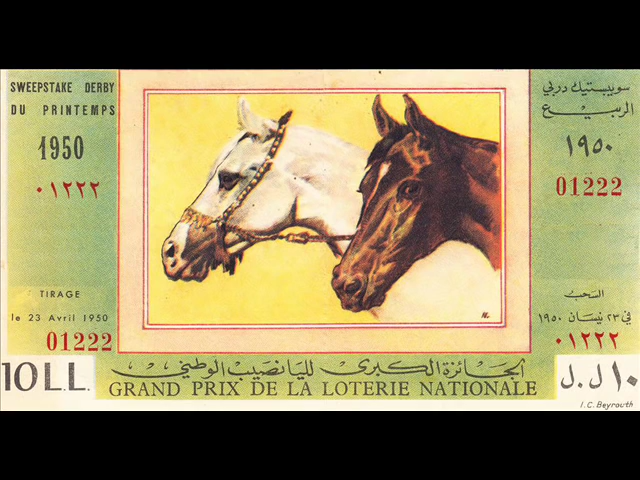 SWEEPSTAKE DERBY
DU PRINTEMPS
1950
٠١٢٢٢
TIRAGE
le 23 Avril 1950
01222
10 L.L.
سويبستيك دربي
الربيع
١٩٥٠
01222
السحب
في ٢٣ نيسان ١٩٥٠
٠١٢٢٢
١٠ ل.ل.
الجائزة الكبرى لليانصيب الوطني
GRAND PRIX DE LA LOTERIE NATIONALE
I.C. Beyrouth